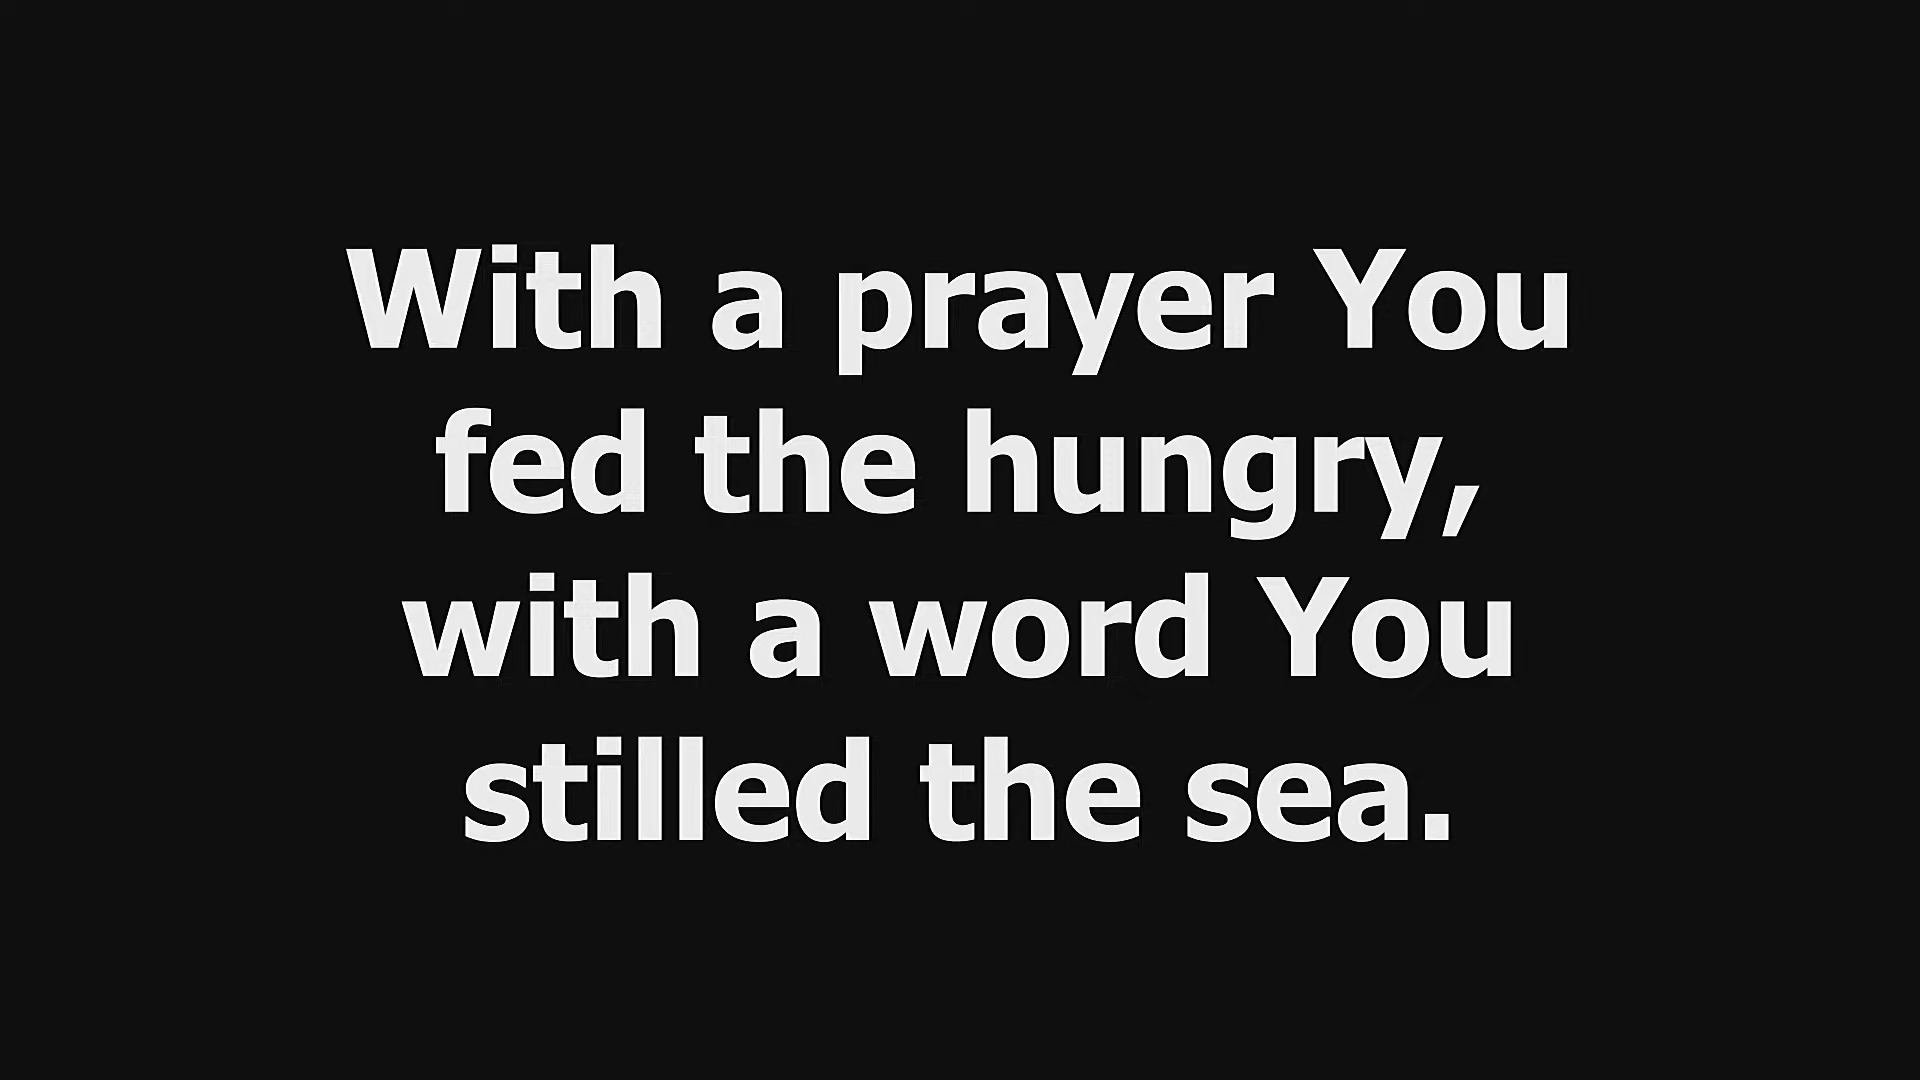 With a prayer You
fed the hungry,
with a word You
stilled the sea.